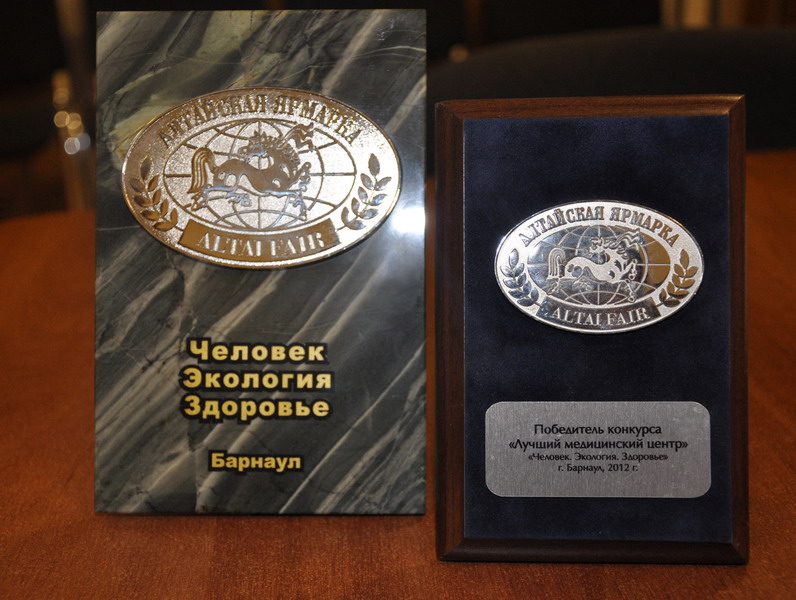 АЛТАЙСКАЯ ЯРМАРКА
ALTAI FAIR
Человек
Экология
Здоровье
Барнаул
АЛТАЙСКАЯ ЯРМАРКА
ALTAI FAIR
Победитель конкурса
«Лучший медицинский центр»
«Человек. Экология. Здоровье»
г. Барнаул, 2012 г.